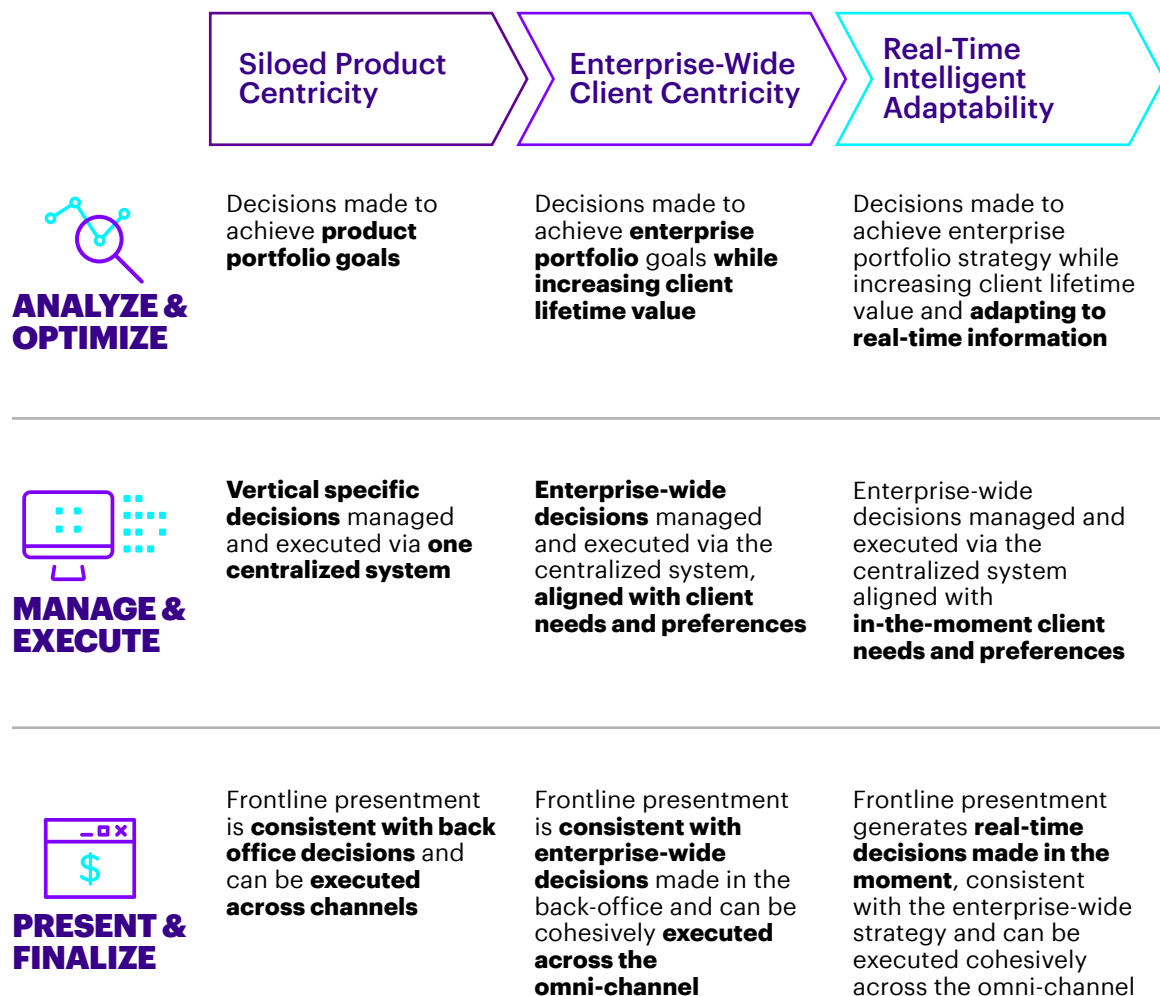 Siloed Product
Centricity
Enterprise-Wide
Client Centricity
Real-Time
Intelligent
Adaptability
ANALYZE &
OPTIMIZE
Decisions made to
achieve product
portfolio goals
Decisions made to
achieve enterprise
portfolio goals while
increasing client
lifetime value
Decisions made to
achieve enterprise
portfolio strategy while
increasing client lifetime
value and adapting to
real-time information
MANAGE &
EXECUTE
Vertical specific
decisions managed
and executed via one
centralized system
Enterprise-wide
decisions managed
and executed via the
centralized system,
aligned with client
needs and preferences
Enterprise-wide
decisions managed and
executed via the
centralized system
aligned with
in-the-moment client
needs and preferences
$
PRESENT &
FINALIZE
Frontline presentment
is consistent with back
office decisions and
can be executed
across channels
Frontline presentment
is consistent with
enterprise-wide
decisions made in the
back-office and can be
cohesively executed
across the
omni-channel
Frontline presentment
generates real-time
decisions made in the
moment, consistent
with the enterprise-wide
strategy and can be
executed cohesively
across the omni-channel